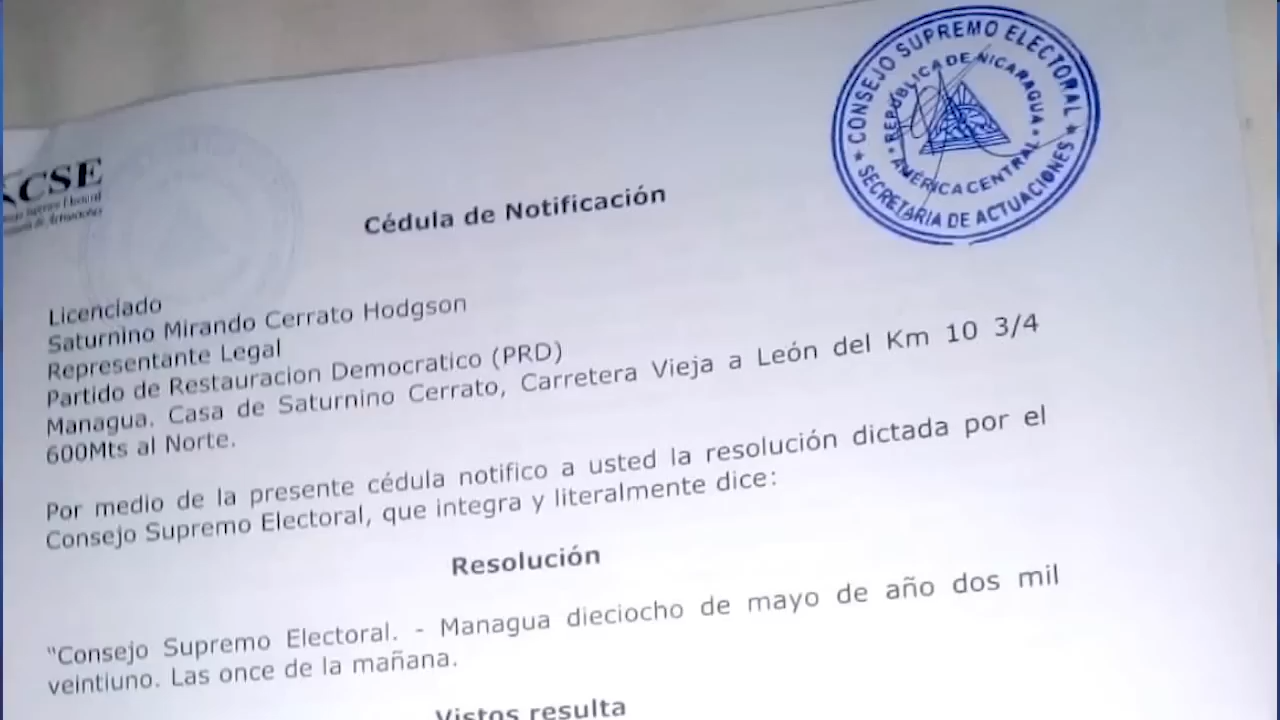 CONSEJO SUPREMO ELECTORAL
REPÚBLICA DE NICARAGUA
AMÉRICA CENTRAL
SECRETARIA DE ACTUACIONES
CSE
Cédula de Notificación
Licenciado
Saturnino Mirando Cerrato Hodgson
Representante Legal
Partido de Restauracion Democratico (PRD)
Managua. Casa de Saturnino Cerrato, Carretera Vieja a León del Km 10 3/4
600Mts al Norte.
Por medio de la presente cédula notifico a usted la resolución dictada por el
Consejo Supremo Electoral, que integra y literalmente dice:
Resolución
"Consejo Supremo Electoral. - Managua dieciocho de mayo de año dos mil
veintiuno. Las once de la mañana.
Vistos resulta